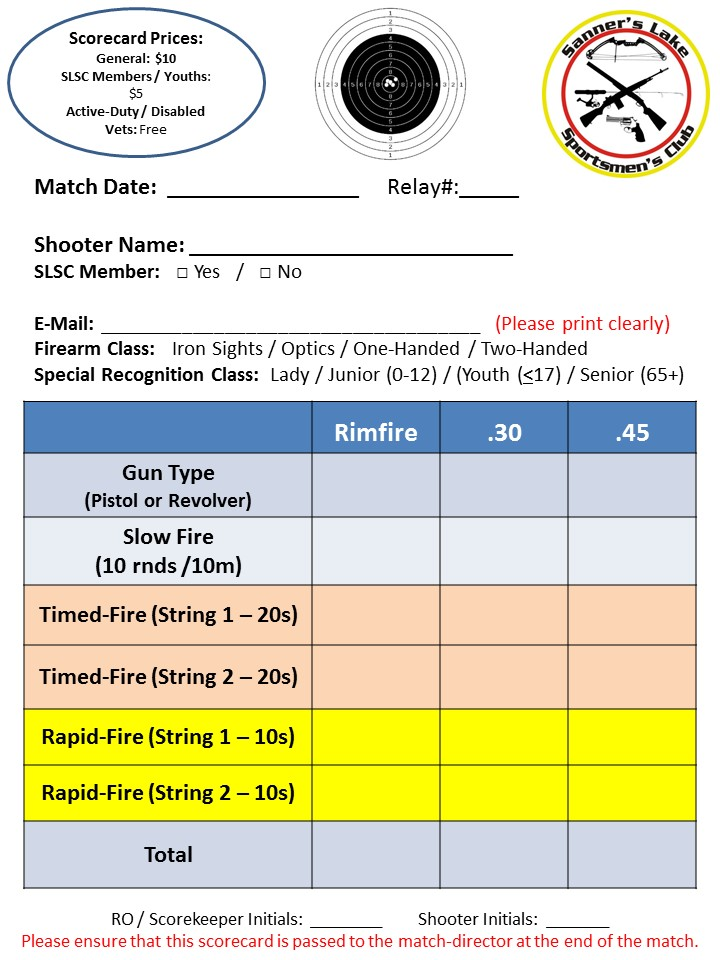 Scorecard Prices:
General: $10
SLSC Members / Youths:
$5
Active-Duty / Disabled
Vets: Free
Sanner's Lake
Sportsmen's Club
Match Date: ________________ Relay#:_____
Shooter Name: ___________________________
SLSC Member: □ Yes / □ No
E-Mail: ___________________________________ (Please print clearly)
Firearm Class: Iron Sights / Optics / One-Handed / Two-Handed
Special Recognition Class: Lady / Junior (0-12) / (Youth (≤17) / Senior (65+)
Rimfire .30 .45
Gun Type
(Pistol or Revolver)
Slow Fire
(10 rnds /10m)
Timed-Fire (String 1 – 20s)
Timed-Fire (String 2 – 20s)
Rapid-Fire (String 1 – 10s)
Rapid-Fire (String 2 – 10s)
Total
RO / Scorekeeper Initials: ________ Shooter Initials: _______
Please ensure that this scorecard is passed to the match-director at the end of the match.